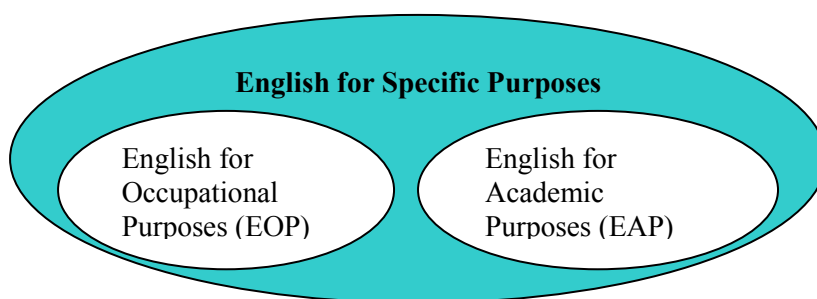 English for Specific Purposes
English for
Occupational
Purposes (EOP)
English for
Academic
Purposes (EAP)